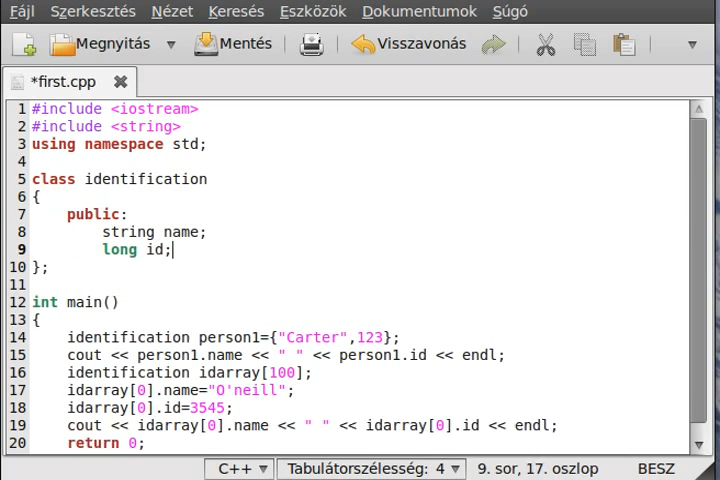 Fájl Szerkesztés Nézet Keresés Eszközök Dokumentumok Súgó
Megnyitás Mentés Visszavonás
*first.cpp
1 #include <iostream>
2 #include <string>
3 using namespace std;
4
5 class identification
6 {
7 public:
8 string name;
9 long id;
10 };
11
12 int main()
13 {
14 identification person1={"Carter",123};
15 cout << person1.name << " " << person1.id << endl;
16 identification idarray[100];
17 idarray[0].name="O'neill";
18 idarray[0].id=3545;
19 cout << idarray[0].name << " " << idarray[0].id << endl;
20 return 0;
C++ Tabulátorszélesség: 4 9. sor, 17. oszlop BESZ